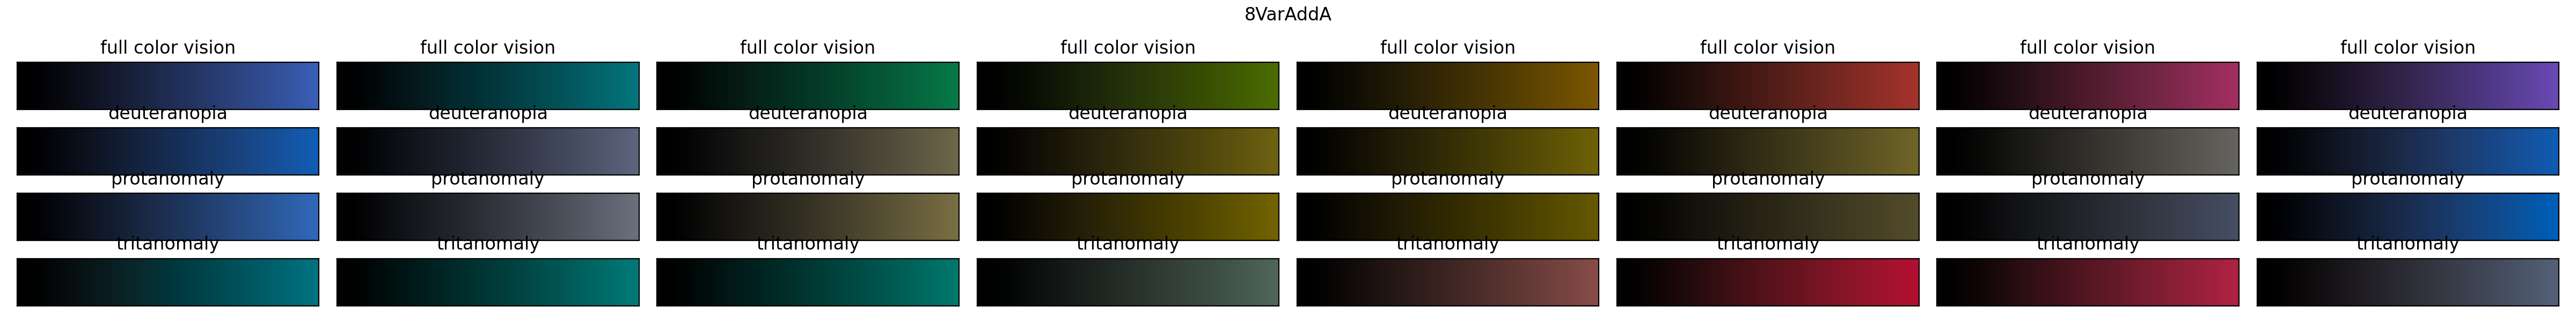 8VarAddA
full color vision full color vision full color vision full color vision full color vision full color vision full color vision full color vision
deuteranopia deuteranopia deuteranopia deuteranopia deuteranopia deuteranopia deuteranopia deuteranopia
protanomaly protanomaly protanomaly protanomaly protanomaly protanomaly protanomaly protanomaly
tritanomaly tritanomaly tritanomaly tritanomaly tritanomaly tritanomaly tritanomaly tritanomaly